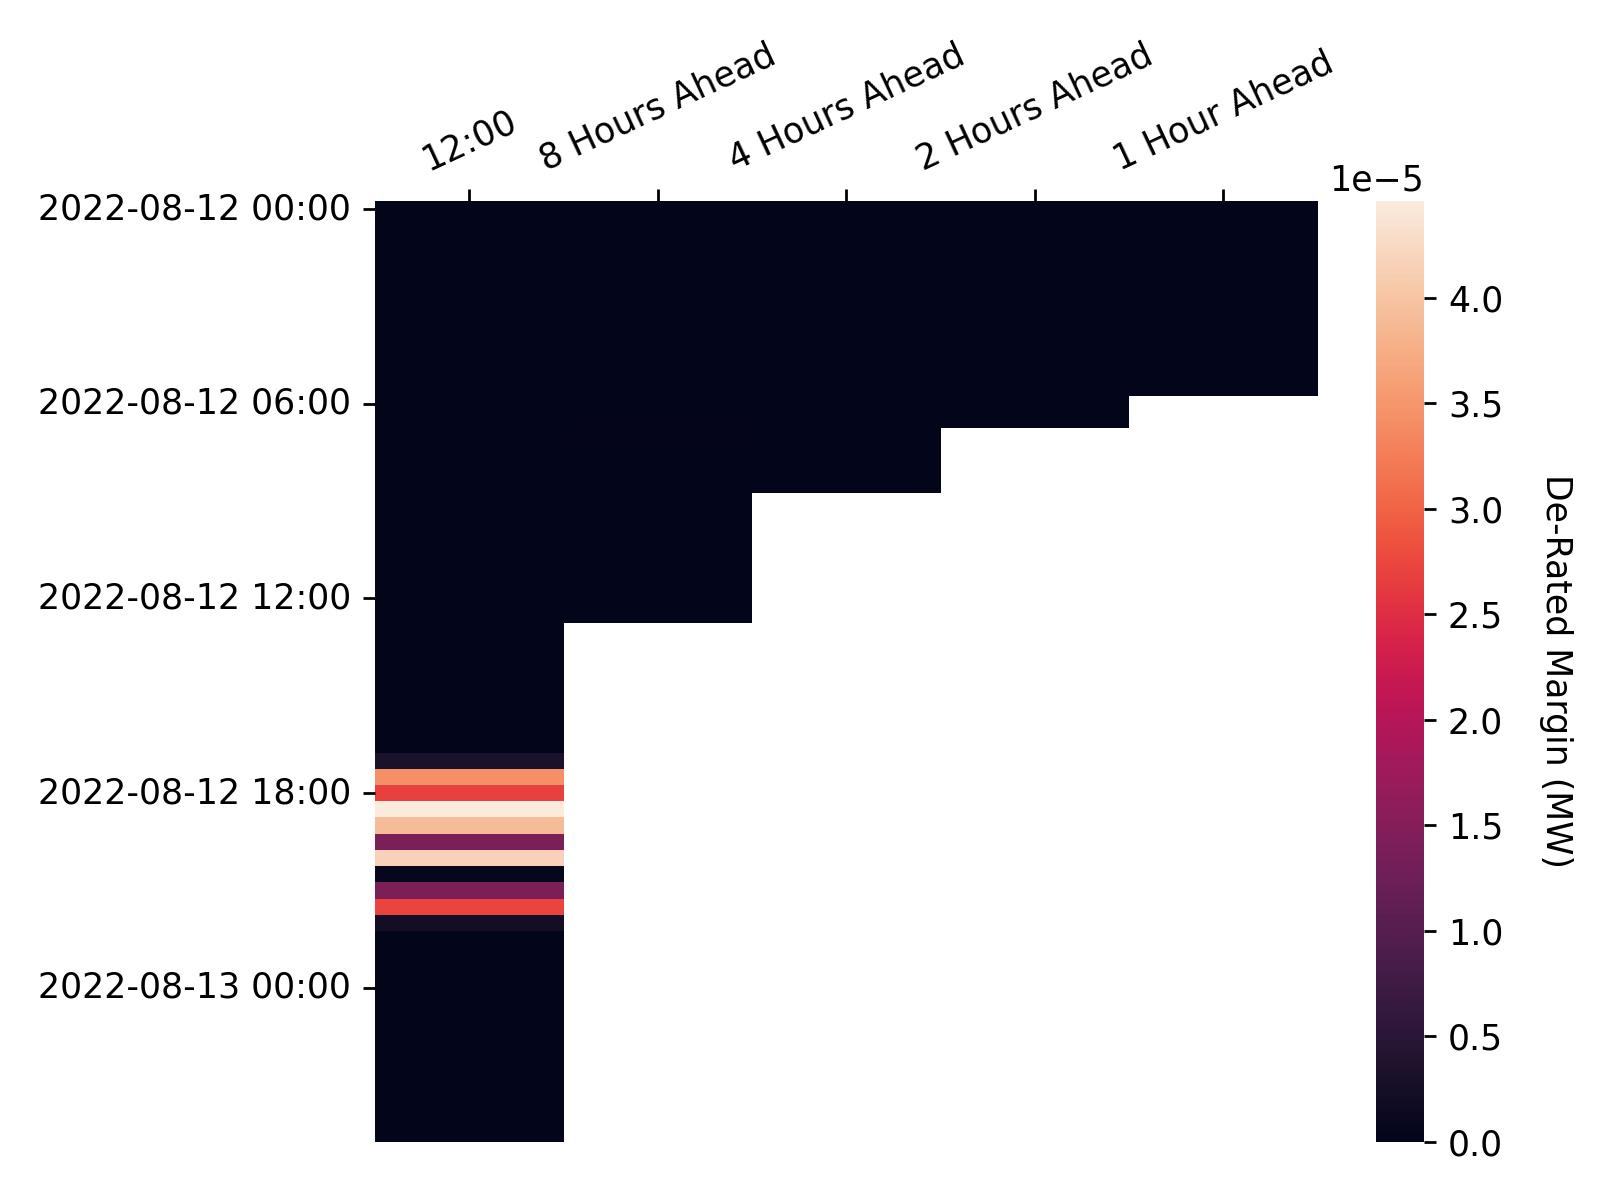 12:00
8 Hours Ahead
4 Hours Ahead
2 Hours Ahead
1 Hour Ahead
2022-08-12 00:00
2022-08-12 06:00
2022-08-12 12:00
2022-08-12 18:00
2022-08-13 00:00
1e−5
4.0
3.5
3.0
2.5
2.0
1.5
1.0
0.5
0.0
De-Rated Margin (MW)